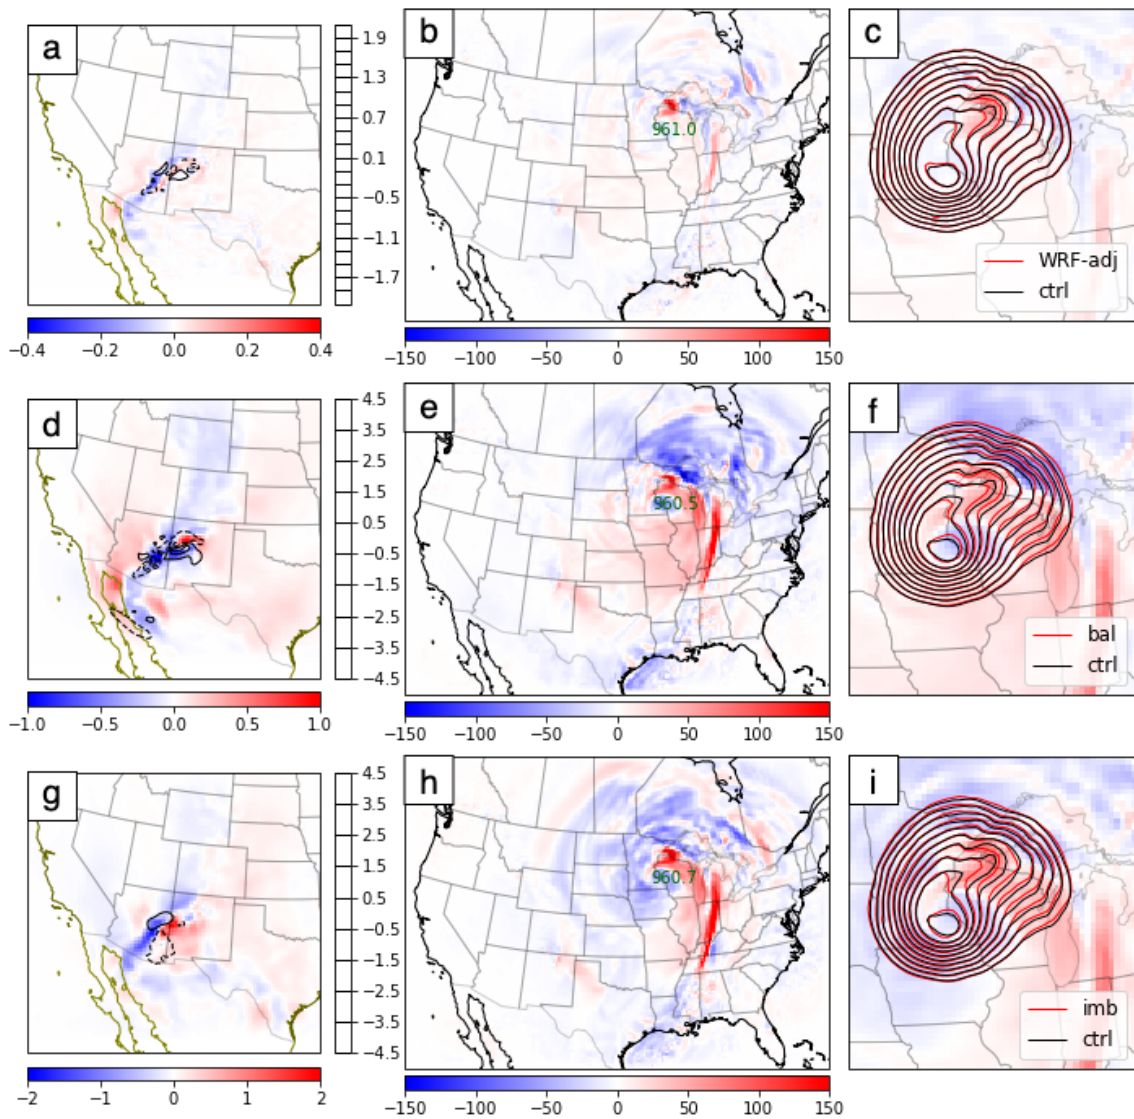 a
1.9
1.3
0.7
0.1
−0.5
−1.1
−1.7
−0.4 −0.2 0.0 0.2 0.4
b
961.0
−150 −100 −50 0 50 100 150
c
WRF-adj
ctrl
d
4.5
3.5
2.5
1.5
0.5
−0.5
−1.5
−2.5
−3.5
−4.5
−1.0 −0.5 0.0 0.5 1.0
e
960.5
−150 −100 −50 0 50 100 150
f
bal
ctrl
g
4.5
3.5
2.5
1.5
0.5
−0.5
−1.5
−2.5
−3.5
−4.5
−2 −1 0 1 2
h
960.7
−150 −100 −50 0 50 100 150
i
imb
ctrl